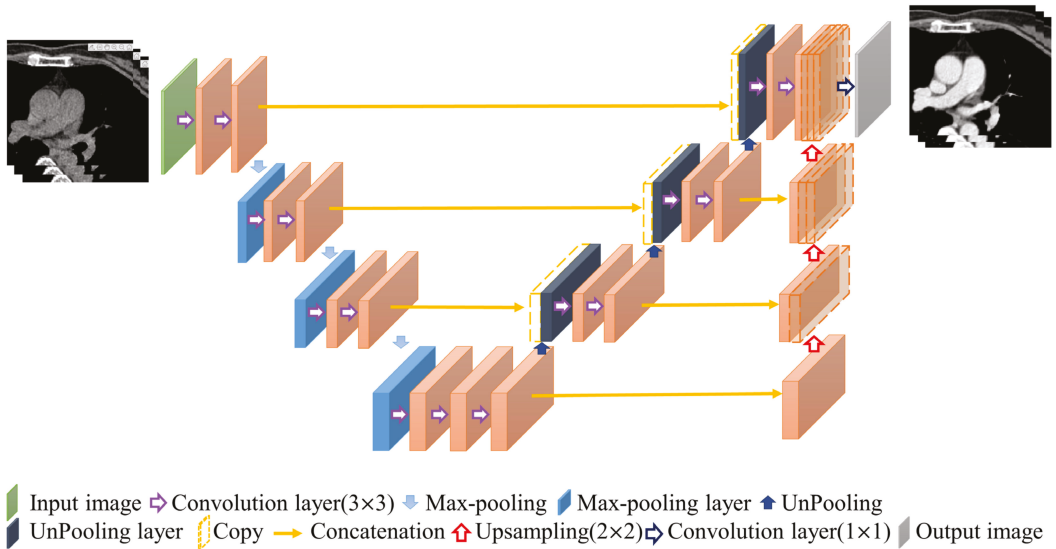 Input image Convolution layer(3×3) Max-pooling Max-pooling layer UnPooling
UnPooling layer Copy Concatenation Upsampling(2×2) Convolution layer(1×1) Output image